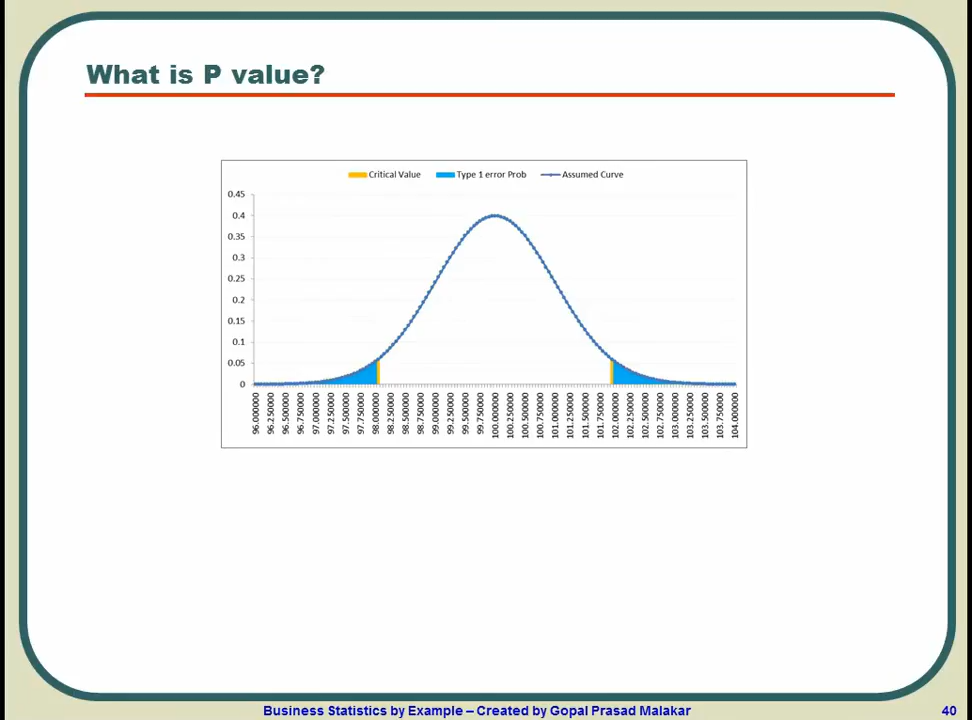 What is P value?
Critical Value Type 1 error Prob Assumed Curve
0.45
0.4
0.35
0.3
0.25
0.2
0.15
0.1
0.05
0
96.000000 96.250000 96.500000 96.750000 97.000000 97.250000 97.500000 97.750000 98.000000 98.250000 98.500000 98.750000 99.000000 99.250000 99.500000 99.750000 100.000000 100.250000 100.500000 100.750000 101.000000 101.250000 101.500000 101.750000 102.000000 102.250000 102.500000 102.750000 103.000000 103.250000 103.500000 103.750000 104.000000
Business Statistics by Example – Created by Gopal Prasad Malakar
40